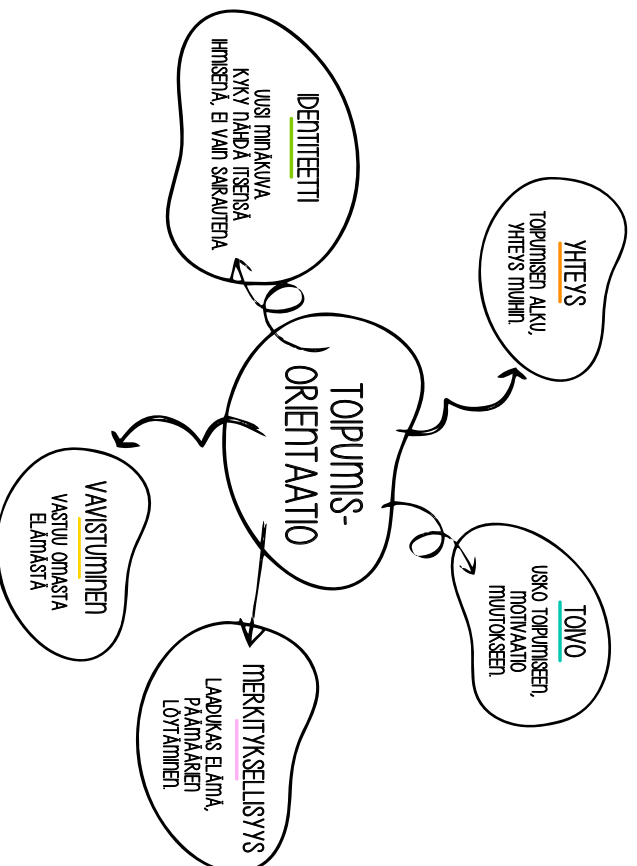 TOIPUMIS-
ORIENTAATIO
YHTEYS
TOIPUMISEN ALKU,
YHTEYS MUIHIN.
TOIVO
USKO TOIPUMISEEN,
MOTIVAATIO
MUUTOKSEEN.
IDENTITEETTI
UUSI MINÄKUVA
KYKY NÄHDÄ ITSENSÄ
IHMISENÄ, EI VAIN SAIRAUTENA
MERKITYKSELLISYYS
LAADUKAS ELÄMÄ,
PÄÄMÄÄRIEN
LÖYTÄMINEN.
VAVISTUMINEN
VASTUU OMASTA
ELÄMÄSTÄ